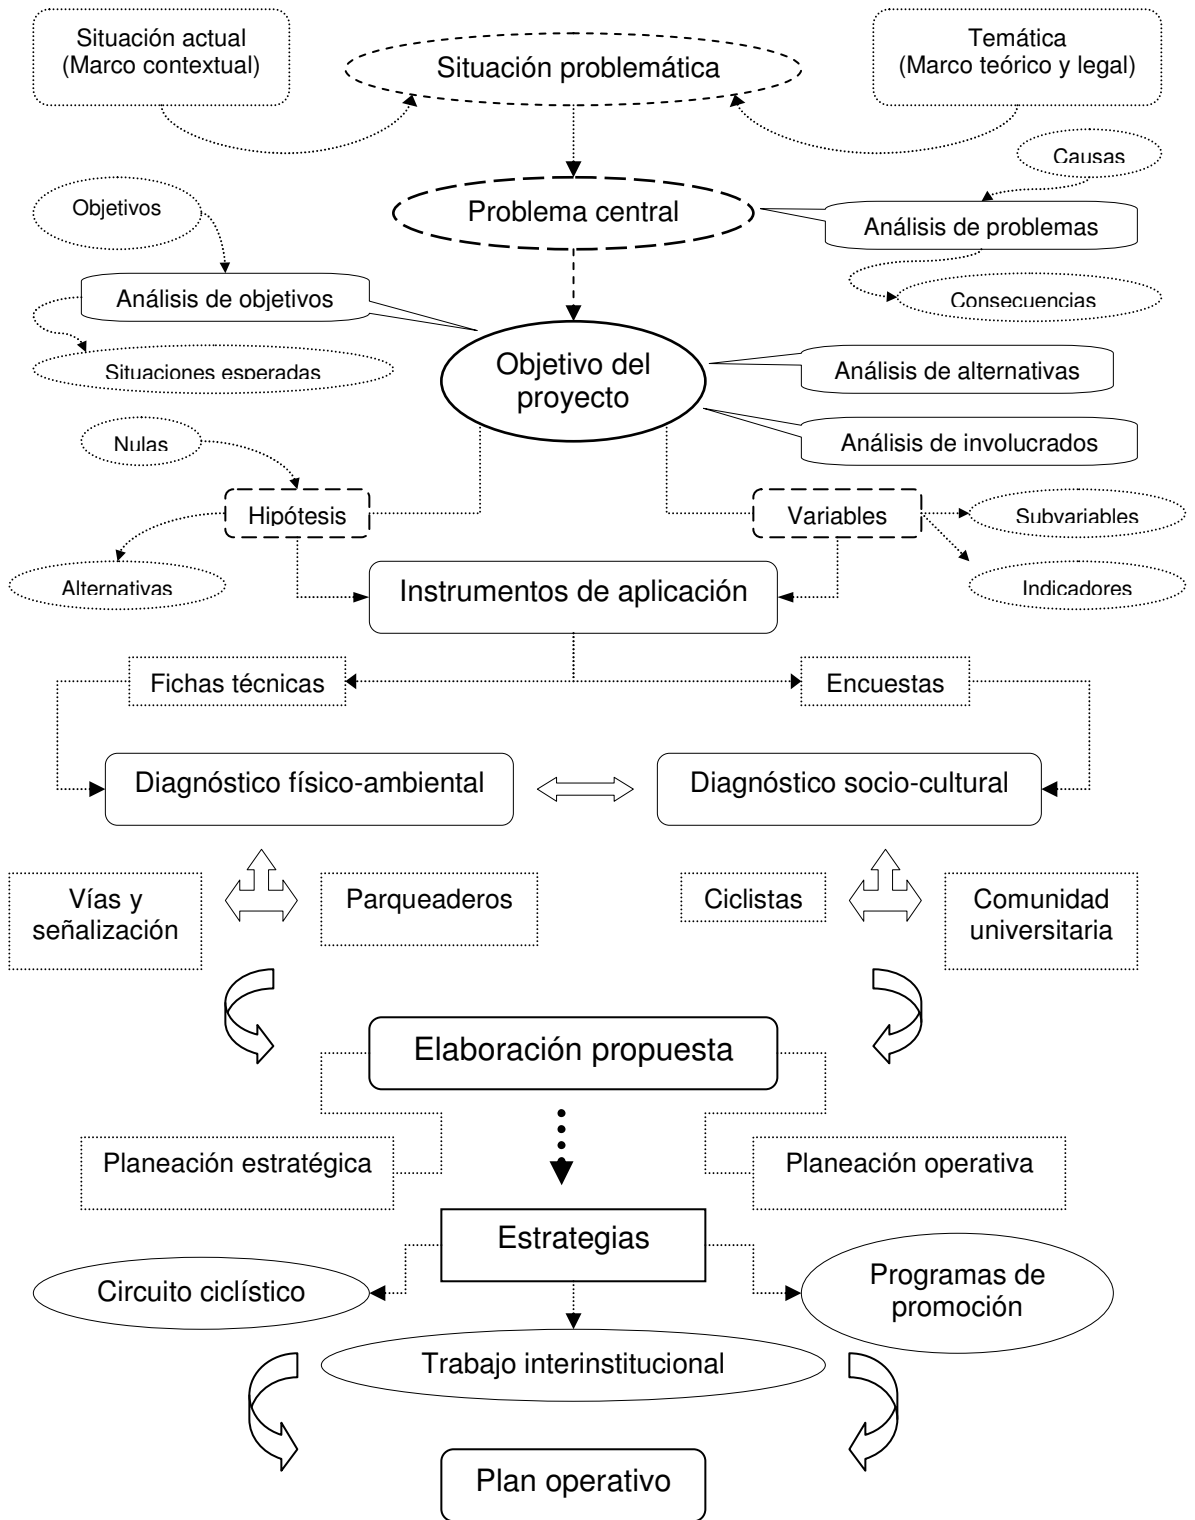 Situación actual
(Marco contextual)
Situación problemática
Temática
(Marco teórico y legal)
Causas
Objetivos
Problema central
Análisis de problemas
Análisis de objetivos
Consecuencias
Situaciones esperadas
Objetivo del
proyecto
Análisis de alternativas
Nulas
Análisis de involucrados
Hipótesis
Variables
Subvariables
Alternativas
Instrumentos de aplicación
Indicadores
Fichas técnicas
Encuestas
Diagnóstico físico-ambiental
Diagnóstico socio-cultural
Vías y
señalización
Parqueaderos
Ciclistas
Comunidad
universitaria
Elaboración propuesta
Planeación estratégica
Planeación operativa
Estrategias
Circuito ciclístico
Programas de
promoción
Trabajo interinstitucional
Plan operativo